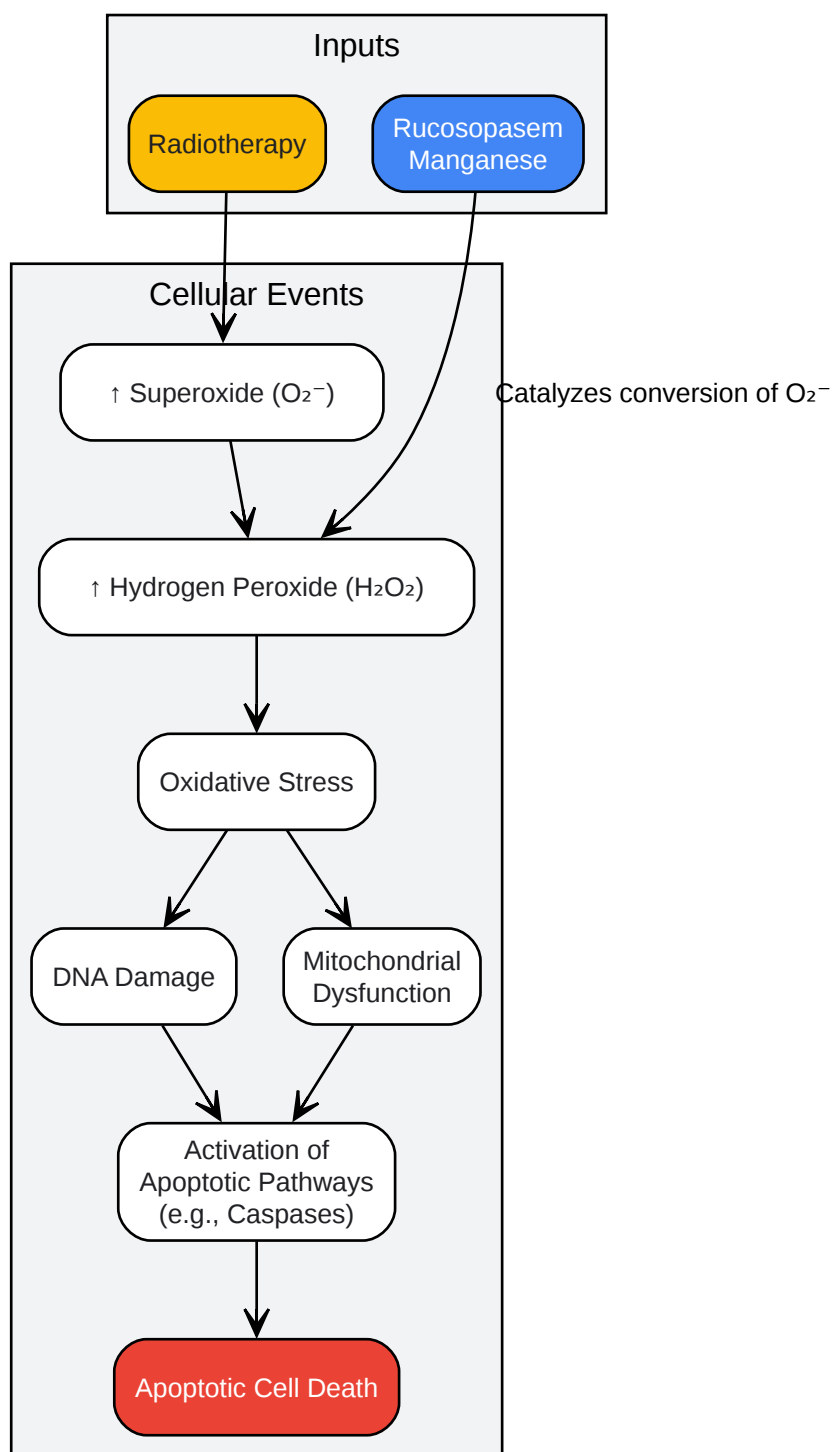 Inputs
Radiotherapy
Rucosopasem
Manganese
Cellular Events
↑ Superoxide (O₂⁻)
Catalyzes conversion of O₂⁻
↑ Hydrogen Peroxide (H₂O₂)
Oxidative Stress
DNA Damage
Mitochondrial
Dysfunction
Activation of
Apoptotic Pathways
(e.g., Caspases)
Apoptotic Cell Death